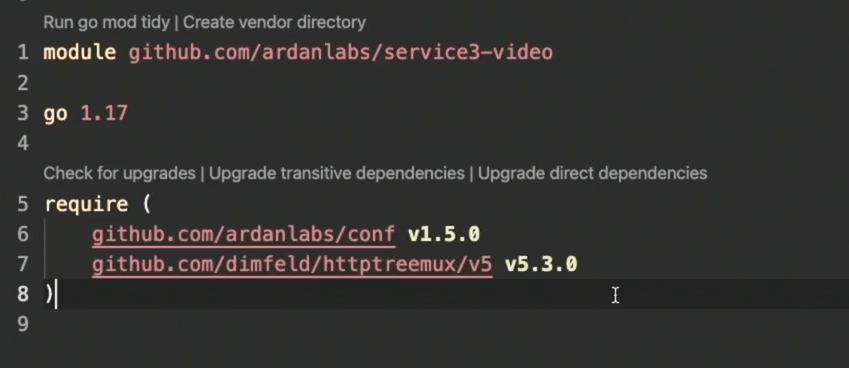 Run go mod tidy | Create vendor directory
1 module github.com/ardanlabs/service3-video
2
3 go 1.17
4
Check for upgrades | Upgrade transitive dependencies | Upgrade direct dependencies
5 require (
6 github.com/ardanlabs/conf v1.5.0
7 github.com/dimfeld/httptreemux/v5 v5.3.0
8 )
9